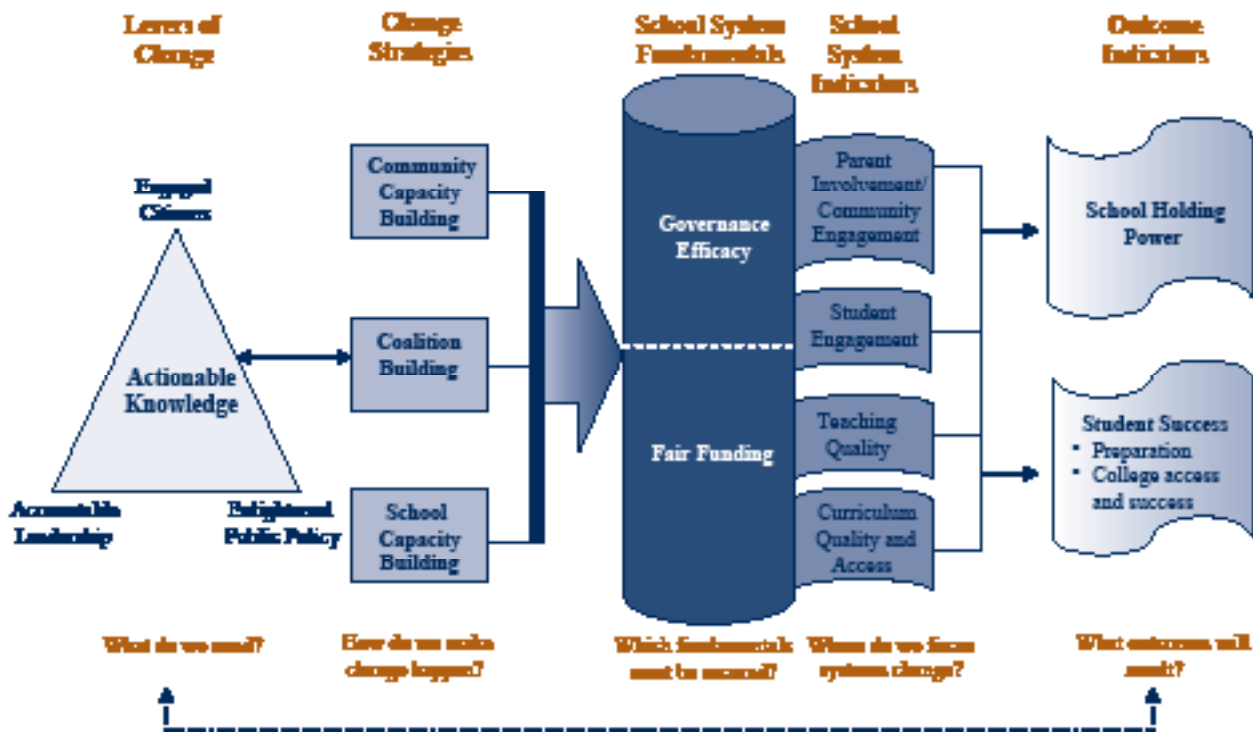 Levers of
Change
Change
Strategies
School System
Fundamentals
School
System
Indicators
Outcome
Indicators
Engaged
Citizens
Actionable
Knowledge
Accountable
Leadership
Enlightened
Public Policy
Community
Capacity
Building
Coalition
Building
School
Capacity
Building
Governance
Efficacy
Fair Funding
Parent
Involvement/
Community
Engagement
Student
Engagement
Teaching
Quality
Curriculum
Quality and
Access
School Holding
Power
Student Success
▪ Preparation
▪ College access
and success
What do we need?
How do we make
change happen?
Which fundamentals
must be secured?
Where do we focus
system change?
What outcomes will
result?